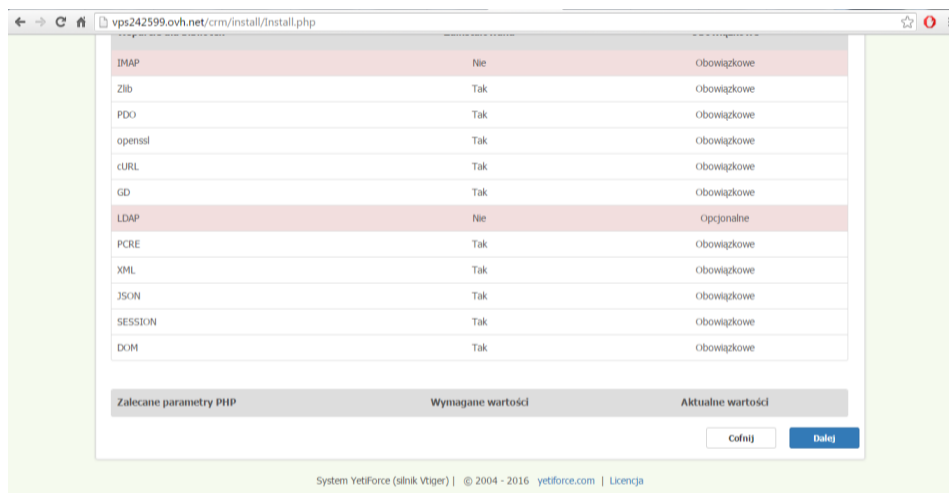 vps242599.ovh.net/crm/install/Install.php
IMAP Nie Obowiązkowe
Zlib Tak Obowiązkowe
PDO Tak Obowiązkowe
openssl Tak Obowiązkowe
cURL Tak Obowiązkowe
GD Tak Obowiązkowe
LDAP Nie Opcjonalne
PCRE Tak Obowiązkowe
XML Tak Obowiązkowe
JSON Tak Obowiązkowe
SESSION Tak Obowiązkowe
DOM Tak Obowiązkowe
Zalecane parametry PHP Wymagane wartości Aktualne wartości
Cofnij Dalej
System YetiForce (silnik Vtiger) | © 2004 - 2016 yetiforce.com | Licencja